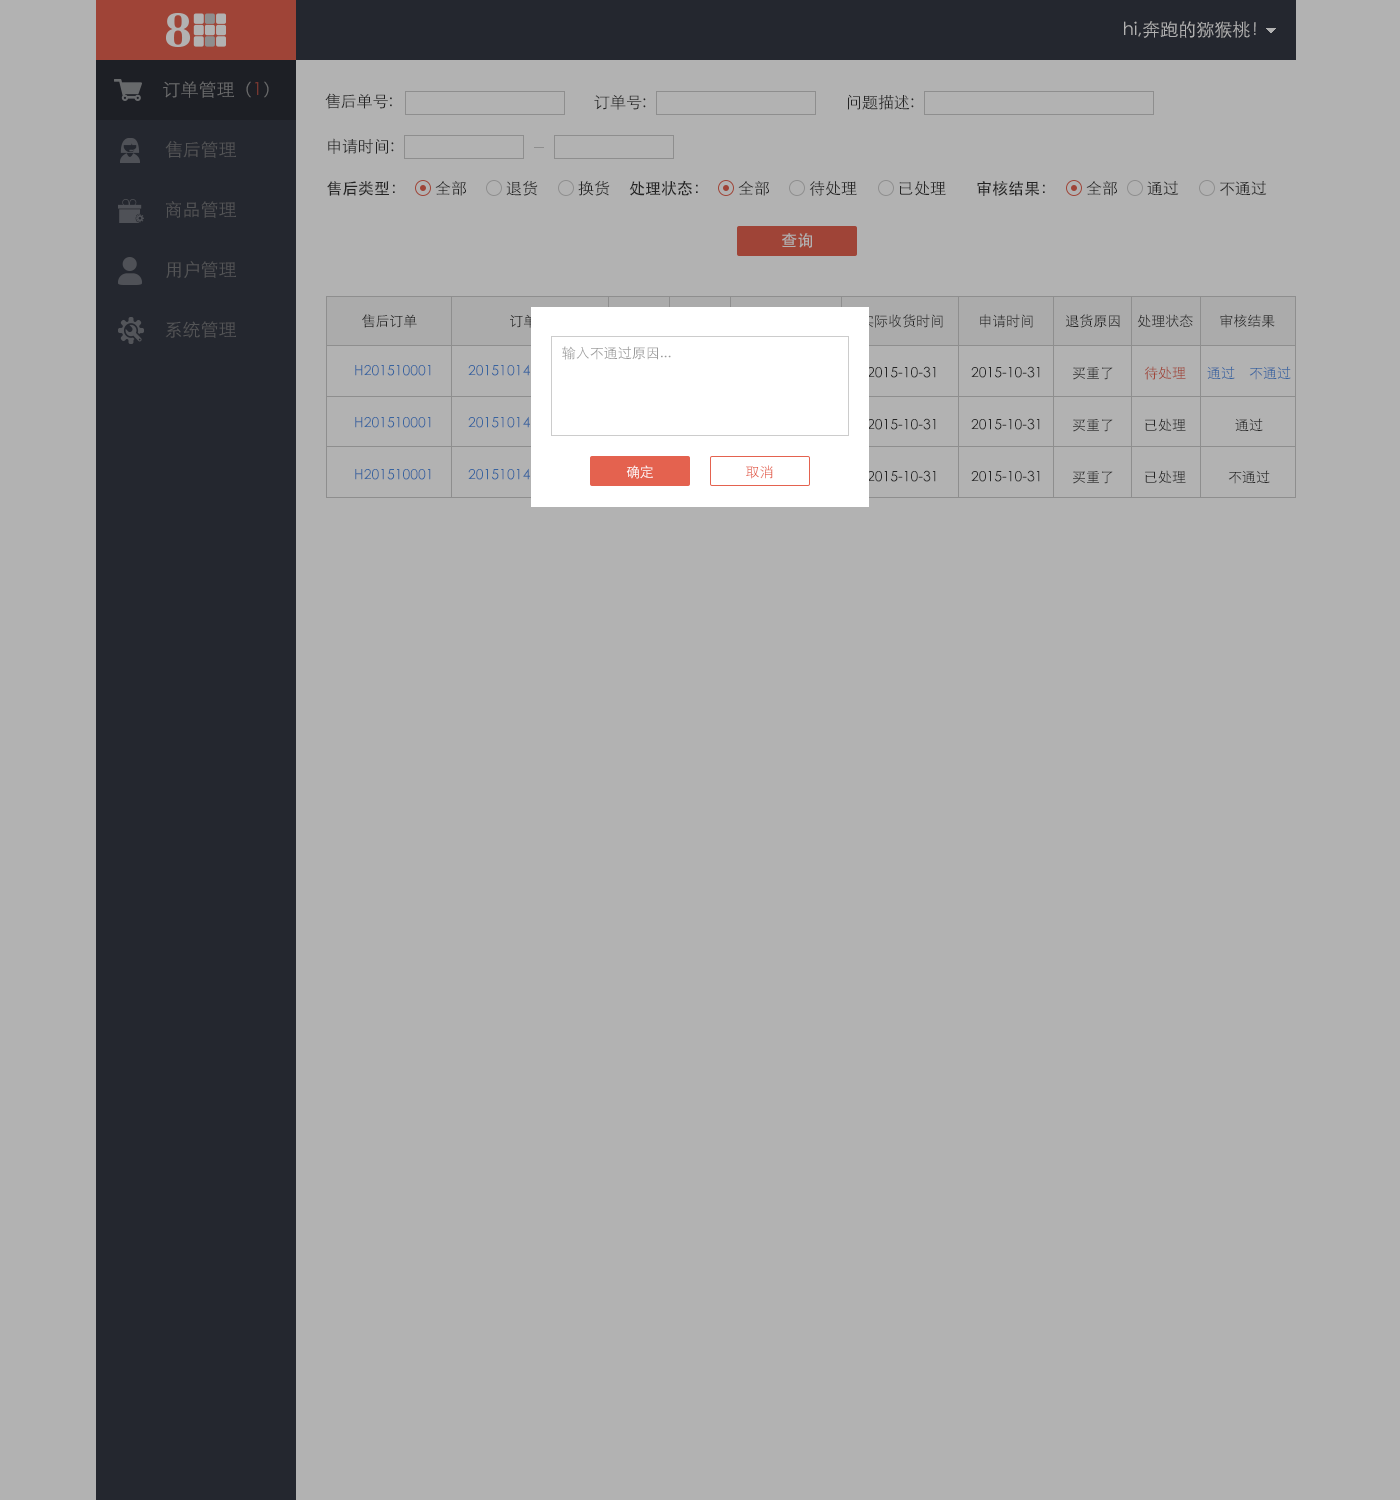 8
hi,奔跑的猕猴桃!
订单管理（1）
售后管理
商品管理
用户管理
系统管理
售后单号: 订单号: 问题描述:
申请时间: —
售后类型: 全部 退货 换货 处理状态: 全部 待处理 已处理 审核结果: 全部 通过 不通过
查询
售后订单 订单 际收货时间 申请时间 退货原因 处理状态 审核结果
H201510001 20151014 2015-10-31 2015-10-31 买重了 待处理 通过 不通过
H201510001 20151014 2015-10-31 2015-10-31 买重了 已处理 通过
H201510001 20151014 2015-10-31 2015-10-31 买重了 已处理 不通过
输入不通过原因...
确定 取消